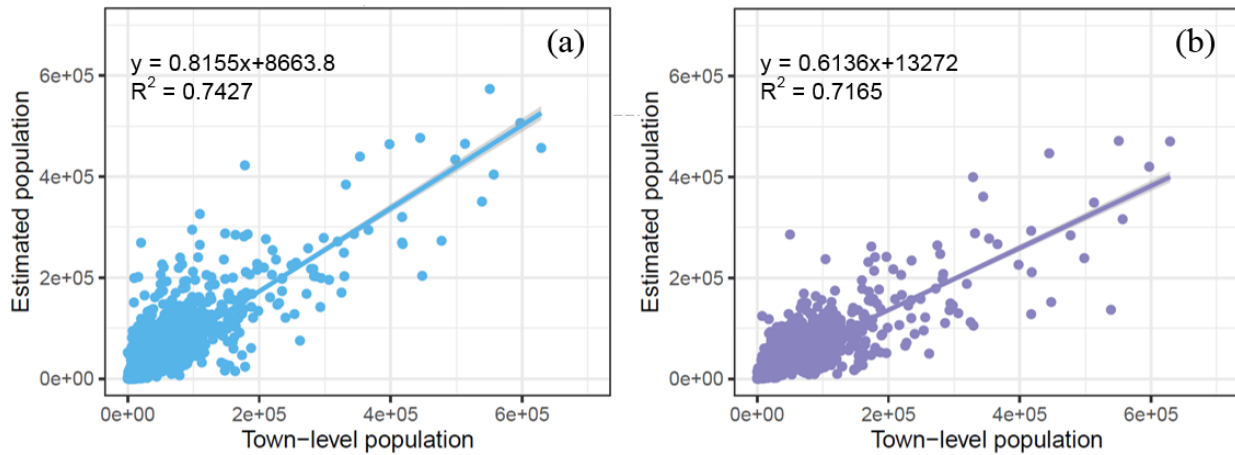 (a)
y = 0.8155x+8663.8
R² = 0.7427
Estimated population
6e+05
4e+05
2e+05
0e+00
0e+00 2e+05 4e+05 6e+05
Town−level population
(b)
y = 0.6136x+13272
R² = 0.7165
Estimated population
6e+05
4e+05
2e+05
0e+00
0e+00 2e+05 4e+05 6e+05
Town−level population